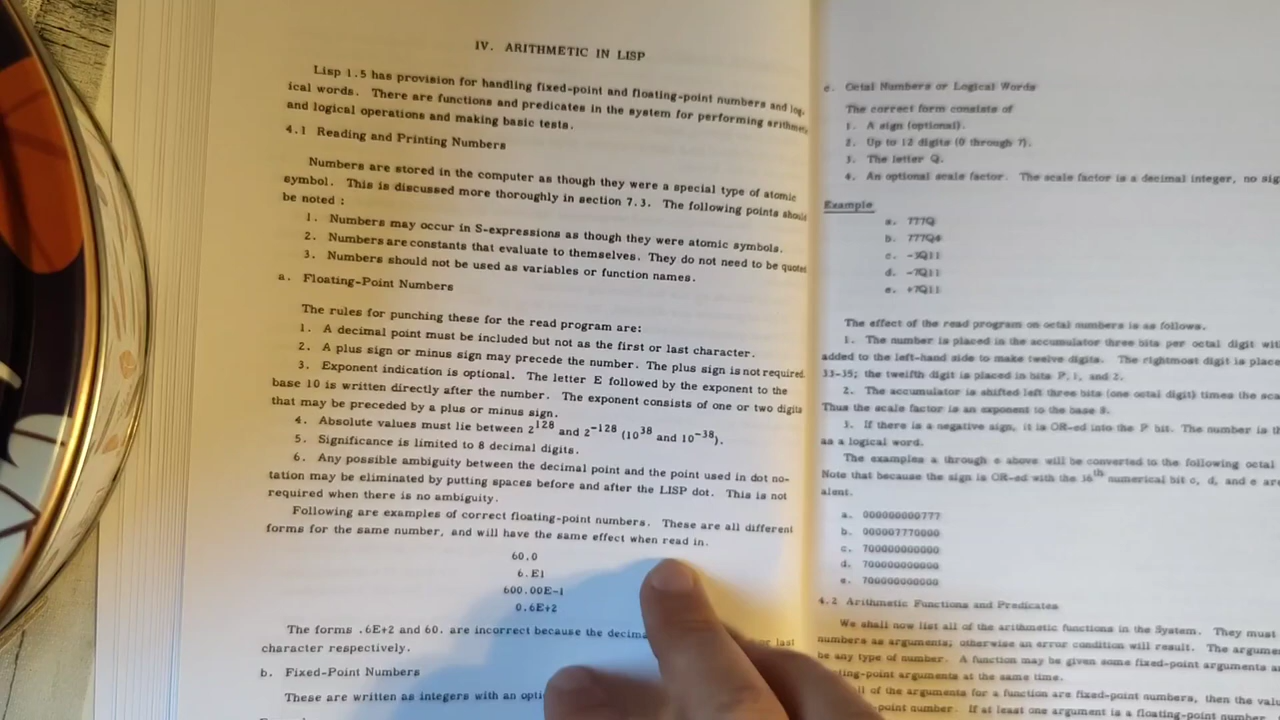 IV. ARITHMETIC IN LISP
Lisp 1.5 has provision for handling fixed-point and floating-point numbers and log-
ical words. There are functions and predicates in the system for performing arithmetic
and logical operations and making basic tests.
4.1 Reading and Printing Numbers
Numbers are stored in the computer as though they were a special type of atomic
symbol. This is discussed more thoroughly in section 7.3. The following points should
be noted :
1. Numbers may occur in S-expressions as though they were atomic symbols.
2. Numbers are constants that evaluate to themselves. They do not need to be quoted
3. Numbers should not be used as variables or function names.
a. Floating-Point Numbers
The rules for punching these for the read program are:
1. A decimal point must be included but not as the first or last character.
2. A plus sign or minus sign may precede the number. The plus sign is not required.
3. Exponent indication is optional. The letter E followed by the exponent to the
base 10 is written directly after the number. The exponent consists of one or two digits
that may be preceded by a plus or minus sign.
4. Absolute values must lie between 2^128 and 2^-128 (10^38 and 10^-38).
5. Significance is limited to 8 decimal digits.
6. Any possible ambiguity between the decimal point and the point used in dot no-
tation may be eliminated by putting spaces before and after the LISP dot. This is not
required when there is no ambiguity.
Following are examples of correct floating-point numbers. These are all different
forms for the same number, and will have the same effect when read in.
60.0
6.E1
600.00E-1
0.6E+2
The forms .6E+2 and 60. are incorrect because the decima
or last
character respectively.
b. Fixed-Point Numbers
These are written as integers with an optio
c. Octal Numbers or Logical Words
The correct form consists of
1. A sign (optional).
2. Up to 12 digits (0 through 7).
3. The letter Q.
4. An optional scale factor. The scale factor is a decimal integer, no sig
Example
a. 777Q
b. 777Q4
c. -3Q11
d. -7Q11
e. +7Q11
The effect of the read program on octal numbers is as follows.
1. The number is placed in the accumulator three bits per octal digit wit
added to the left-hand side to make twelve digits. The rightmost digit is place
33-35; the twelfth digit is placed in bits P, 1, and 2.
2. The accumulator is shifted left three bits (one octal digit) times the sca
Thus the scale factor is an exponent to the base 8.
3. If there is a negative sign, it is OR-ed into the P bit. The number is th
as a logical word.
The examples a through e above will be converted to the following octal
Note that because the sign is OR-ed with the 36th numerical bit c, d, and e are
alent.
a. 000000000777
b. 000007770000
c. 700000000000
d. 700000000000
e. 700000000000
4.2 Arithmetic Functions and Predicates
We shall now list all of the arithmetic functions in the System. They must
numbers as arguments; otherwise an error condition will result. The argume
be any type of number. A function may be given some fixed-point arguments a
ting-point arguments at the same time.
ll of the arguments for a function are fixed-point numbers, then the val
point number. If at least one argument is a floating-point number